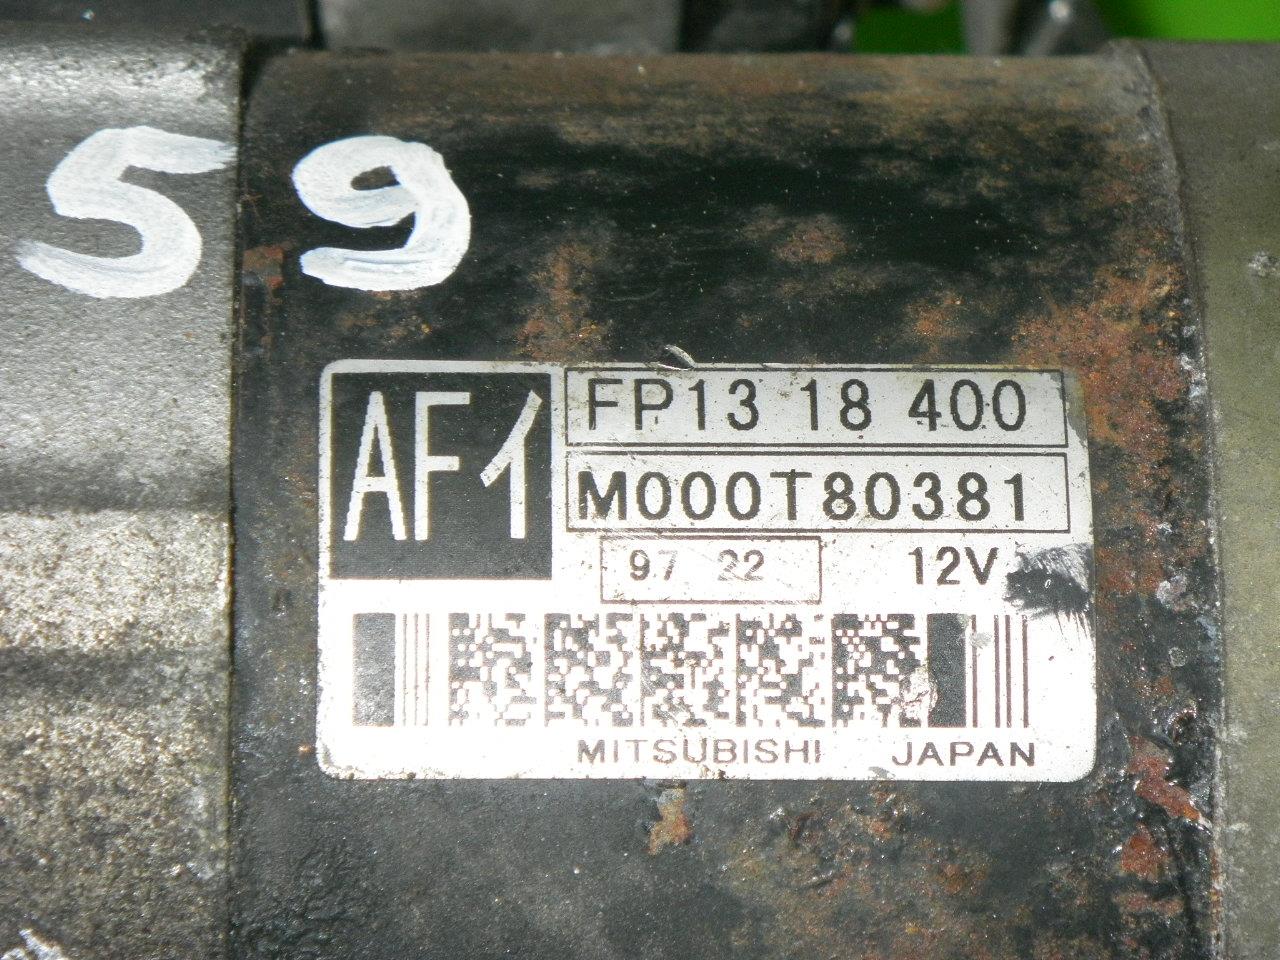 59
AF1
FP13 18 400
M000T80381
97 22
12V
MITSUBISHI JAPAN